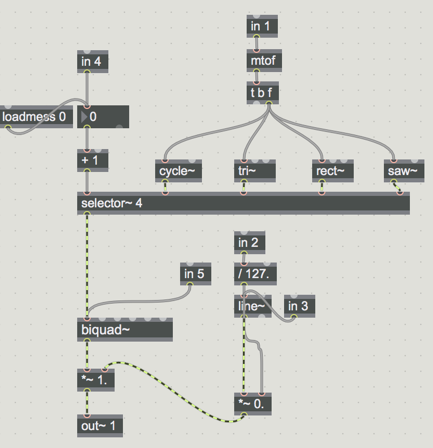 in 1
in 4
mtof
t b f
loadmess 0
0
+ 1
cycle~
tri~
rect~
saw~
selector~ 4
in 2
in 5
/ 127.
line~
in 3
biquad~
*~ 1.
*~ 0.
out~ 1